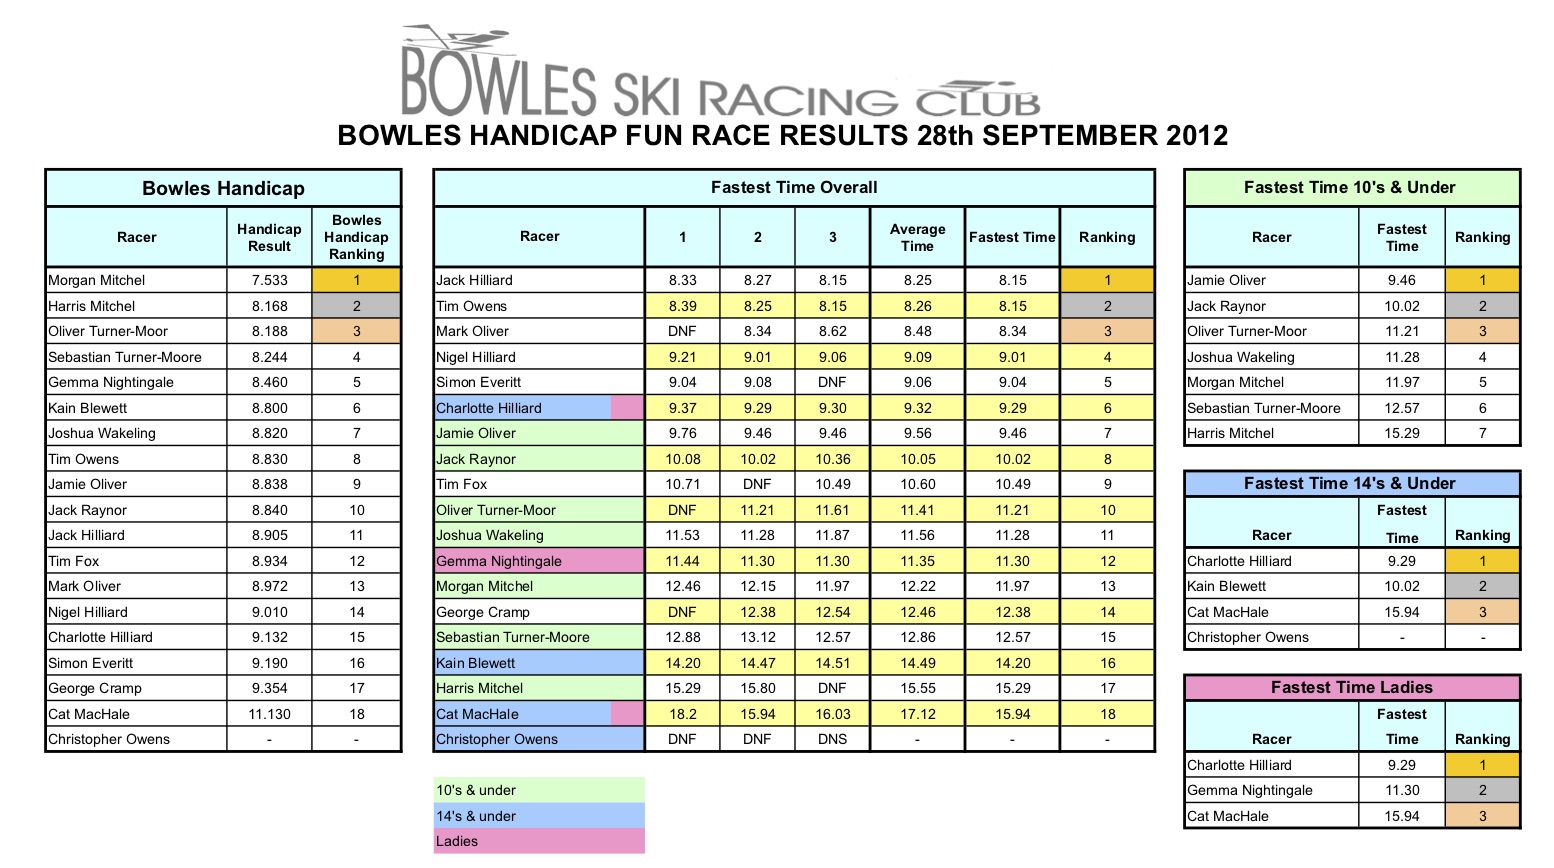 BOWLES SKI RACING CLUB
BOWLES HANDICAP FUN RACE RESULTS 28th SEPTEMBER 2012
Bowles Handicap
Racer Handicap Result Bowles Handicap Ranking
Morgan Mitchel 7.533 1
Harris Mitchel 8.168 2
Oliver Turner-Moor 8.188 3
Sebastian Turner-Moore 8.244 4
Gemma Nightingale 8.460 5
Kain Blewett 8.800 6
Joshua Wakeling 8.820 7
Tim Owens 8.830 8
Jamie Oliver 8.838 9
Jack Raynor 8.840 10
Jack Hilliard 8.905 11
Tim Fox 8.934 12
Mark Oliver 8.972 13
Nigel Hilliard 9.010 14
Charlotte Hilliard 9.132 15
Simon Everitt 9.190 16
George Cramp 9.354 17
Cat MacHale 11.130 18
Christopher Owens - -
Fastest Time Overall
Racer 1 2 3 Average Time Fastest Time Ranking
Jack Hilliard 8.33 8.27 8.15 8.25 8.15 1
Tim Owens 8.39 8.25 8.15 8.26 8.15 2
Mark Oliver DNF 8.34 8.62 8.48 8.34 3
Nigel Hilliard 9.21 9.01 9.06 9.09 9.01 4
Simon Everitt 9.04 9.08 DNF 9.06 9.04 5
Charlotte Hilliard 9.37 9.29 9.30 9.32 9.29 6
Jamie Oliver 9.76 9.46 9.46 9.56 9.46 7
Jack Raynor 10.08 10.02 10.36 10.05 10.02 8
Tim Fox 10.71 DNF 10.49 10.60 10.49 9
Oliver Turner-Moor DNF 11.21 11.61 11.41 11.21 10
Joshua Wakeling 11.53 11.28 11.87 11.56 11.28 11
Gemma Nightingale 11.44 11.30 11.30 11.35 11.30 12
Morgan Mitchel 12.46 12.15 11.97 12.22 11.97 13
George Cramp DNF 12.38 12.54 12.46 12.38 14
Sebastian Turner-Moore 12.88 13.12 12.57 12.86 12.57 15
Kain Blewett 14.20 14.47 14.51 14.49 14.20 16
Harris Mitchel 15.29 15.80 DNF 15.55 15.29 17
Cat MacHale 18.2 15.94 16.03 17.12 15.94 18
Christopher Owens DNF DNF DNS - - -
10's & under
14's & under
Ladies
Fastest Time 10's & Under
Racer Fastest Time Ranking
Jamie Oliver 9.46 1
Jack Raynor 10.02 2
Oliver Turner-Moor 11.21 3
Joshua Wakeling 11.28 4
Morgan Mitchel 11.97 5
Sebastian Turner-Moore 12.57 6
Harris Mitchel 15.29 7
Fastest Time 14's & Under
Racer Fastest Time Ranking
Charlotte Hilliard 9.29 1
Kain Blewett 10.02 2
Cat MacHale 15.94 3
Christopher Owens - -
Fastest Time Ladies
Racer Fastest Time Ranking
Charlotte Hilliard 9.29 1
Gemma Nightingale 11.30 2
Cat MacHale 15.94 3